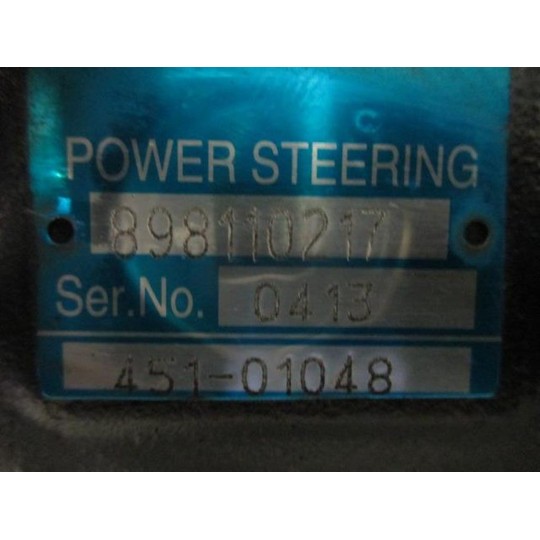 C
POWER STEERING
898110217
Ser.No. 0413
451-01048